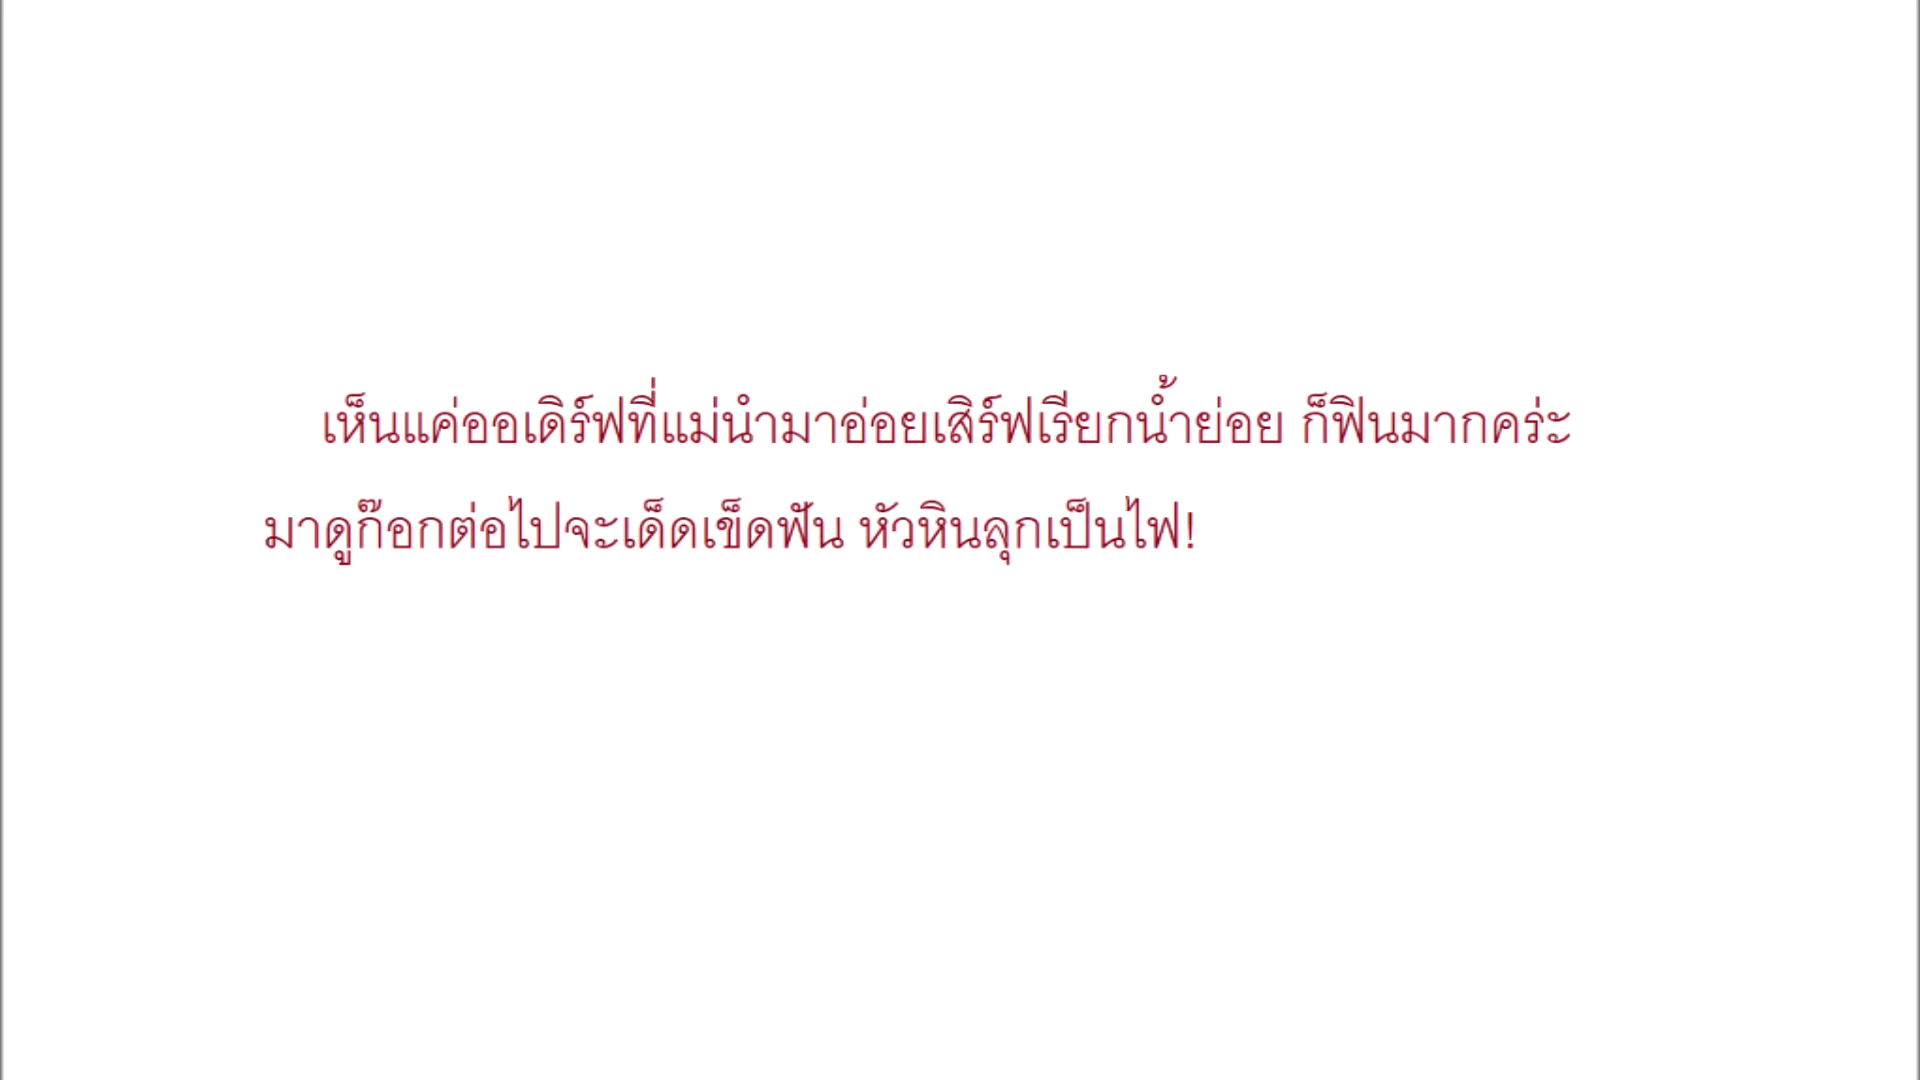 เห็นแค่ออเดิร์ฟที่แม่นำมาอ่อยเสิร์ฟเรียกน้ำย่อย ก็ฟินมากคร่ะ
มาดูก๊อกต่อไปจะเด็ดเข็ดฟัน หัวหินลุกเป็นไฟ!